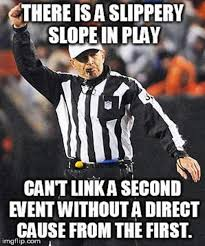 THERE IS A SLIPPERY
SLOPE IN PLAY
CAN'T LINK A SECOND
EVENT WITHOUT A DIRECT
CAUSE FROM THE FIRST.
imgflip.com